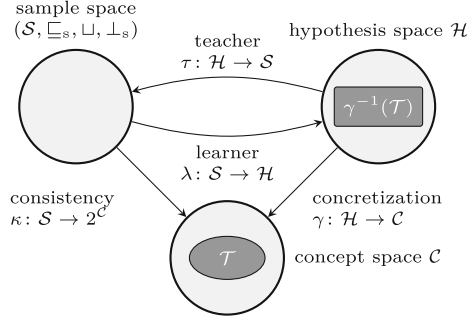 sample space
(𝒮, ⊑ₛ, ⊔, ⊥ₛ)
hypothesis space ℋ
teacher
τ : ℋ → 𝒮
γ⁻¹(𝒯)
learner
λ : 𝒮 → ℋ
consistency
κ : 𝒮 → 2^𝒞
concretization
γ : ℋ → 𝒞
𝒯
concept space 𝒞